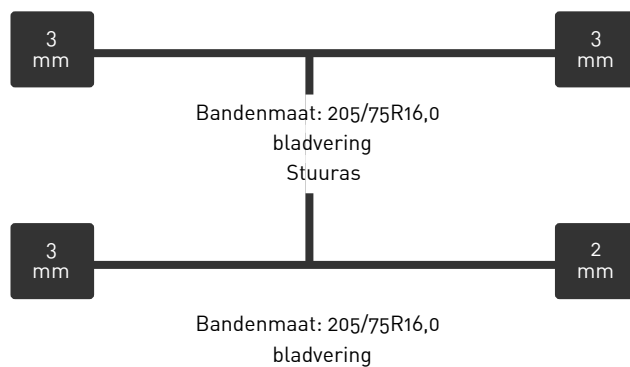 3
mm
3
mm
Bandenmaat: 205/75R16,0
bladvering
Stuuras
3
mm
2
mm
Bandenmaat: 205/75R16,0
bladvering